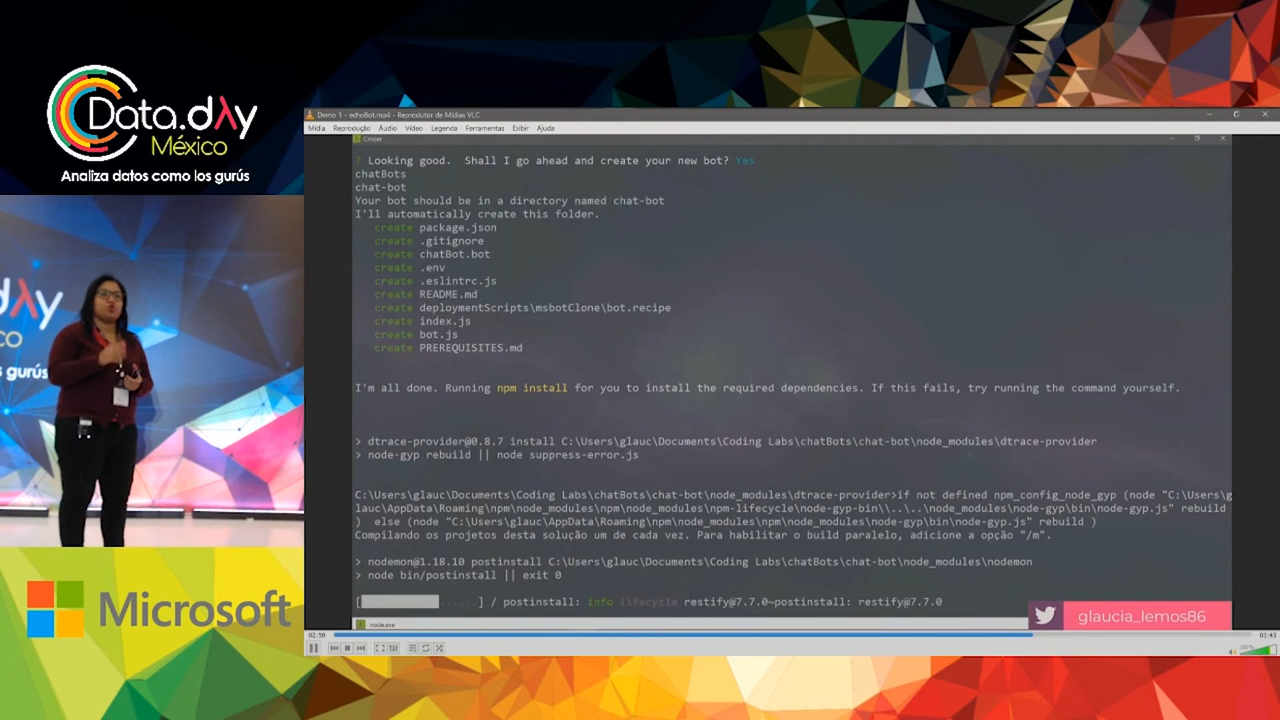 Data.dλy
México
Analiza datos como los gurús
Demo 1 - echoBot.mp4 - Reprodutor de Mídias VLC
Mídia Reprodução Áudio Vídeo Legenda Ferramentas Exibir Ajuda
Cmder
? Looking good.  Shall I go ahead and create your new bot? Yes
chatBots
chat-bot
Your bot should be in a directory named chat-bot
I'll automatically create this folder.
create package.json
create .gitignore
create chatBot.bot
create .env
create .eslintrc.js
create README.md
create deploymentScripts\msbotClone\bot.recipe
create index.js
create bot.js
create PREREQUISITES.md
I'm all done. Running npm install for you to install the required dependencies. If this fails, try running the command yourself.
> dtrace-provider@0.8.7 install C:\Users\glauc\Documents\Coding Labs\chatBots\chat-bot\node_modules\dtrace-provider
> node-gyp rebuild || node suppress-error.js
C:\Users\glauc\Documents\Coding Labs\chatBots\chat-bot\node_modules\dtrace-provider>if not defined npm_config_node_gyp (node "C:\Users\g
lauc\AppData\Roaming\npm\node_modules\npm\node_modules\npm-lifecycle\node-gyp-bin\\..\..\node_modules\node-gyp\bin\node-gyp.js" rebuild
)  else (node "C:\Users\glauc\AppData\Roaming\npm\node_modules\npm\node_modules\node-gyp\bin\node-gyp.js" rebuild )
Compilando os projetos desta solução um de cada vez. Para habilitar o build paralelo, adicione a opção "/m".
> nodemon@1.18.10 postinstall C:\Users\glauc\Documents\Coding Labs\chatBots\chat-bot\node_modules\nodemon
> node bin/postinstall || exit 0
[ .....] / postinstall: info lifecycle restify@7.7.0~postinstall: restify@7.7.0
node.exe
glaucia_lemos86
02:50
03:43
100%
dλy
co
s gurús
Microsoft